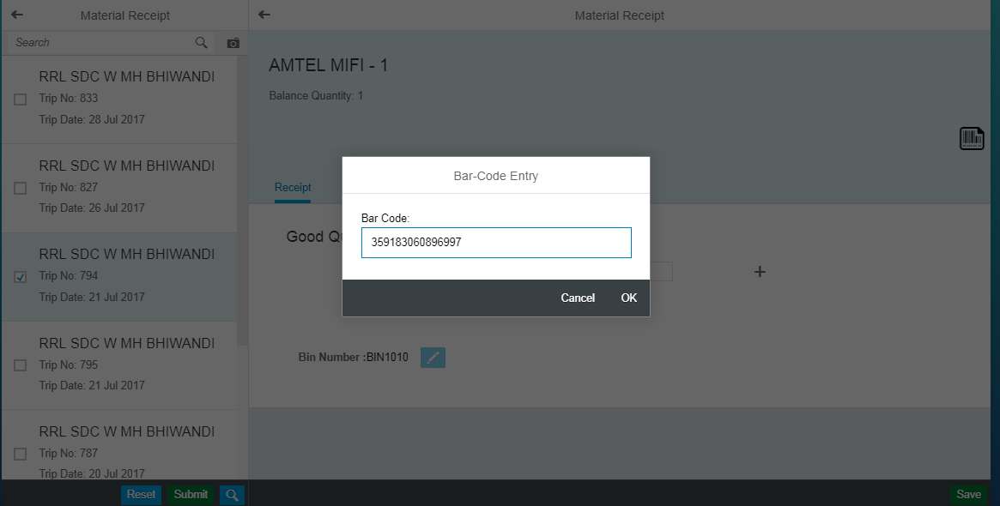 Material Receipt
Search
RRL SDC W MH BHIWANDI
Trip No: 833
Trip Date: 28 Jul 2017
RRL SDC W MH BHIWANDI
Trip No: 827
Trip Date: 26 Jul 2017
RRL SDC W MH BHIWANDI
Trip No: 794
Trip Date: 21 Jul 2017
RRL SDC W MH BHIWANDI
Trip No: 795
Trip Date: 21 Jul 2017
RRL SDC W MH BHIWANDI
Trip No: 787
Trip Date: 20 Jul 2017
Reset Submit
Material Receipt
AMTEL MIFI - 1
Balance Quantity: 1
Receipt
Good Q
Bar-Code Entry
Bar Code:
359183060896997
Cancel OK
Bin Number :BIN1010
Save